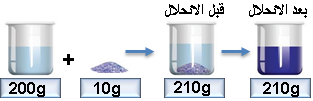 قبل الانحلال
بعد الانحلال
200g + 10g 210g 210g